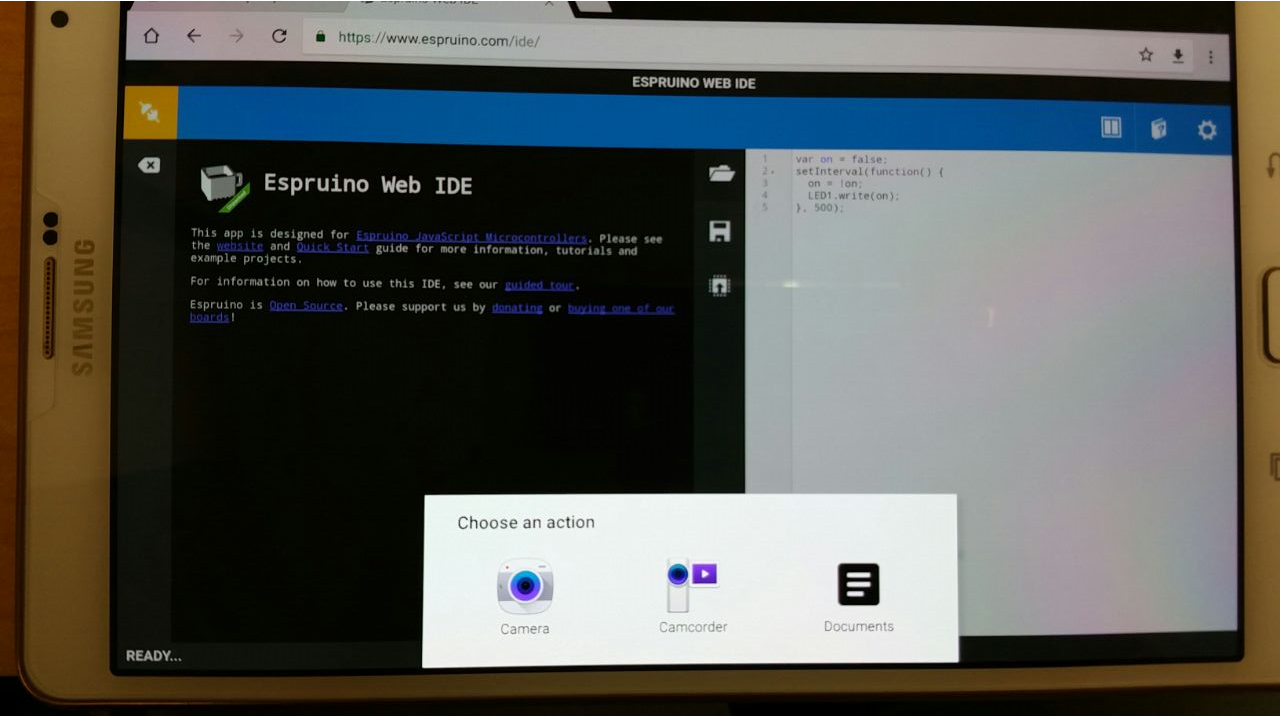 https://www.espruino.com/ide/
ESPRUINO WEB IDE
Espruino Web IDE
This app is designed for Espruino JavaScript Microcontrollers. Please see
the website and Quick Start guide for more information, tutorials and
example projects.
For information on how to use this IDE, see our guided tour.
Espruino is Open Source. Please support us by donating or buying one of our
boards!
1 var on = false;
2 setInterval(function() {
3 on = !on;
4 LED1.write(on);
5 }, 500);
Choose an action
Camera
Camcorder
Documents
READY...
SAMSUNG